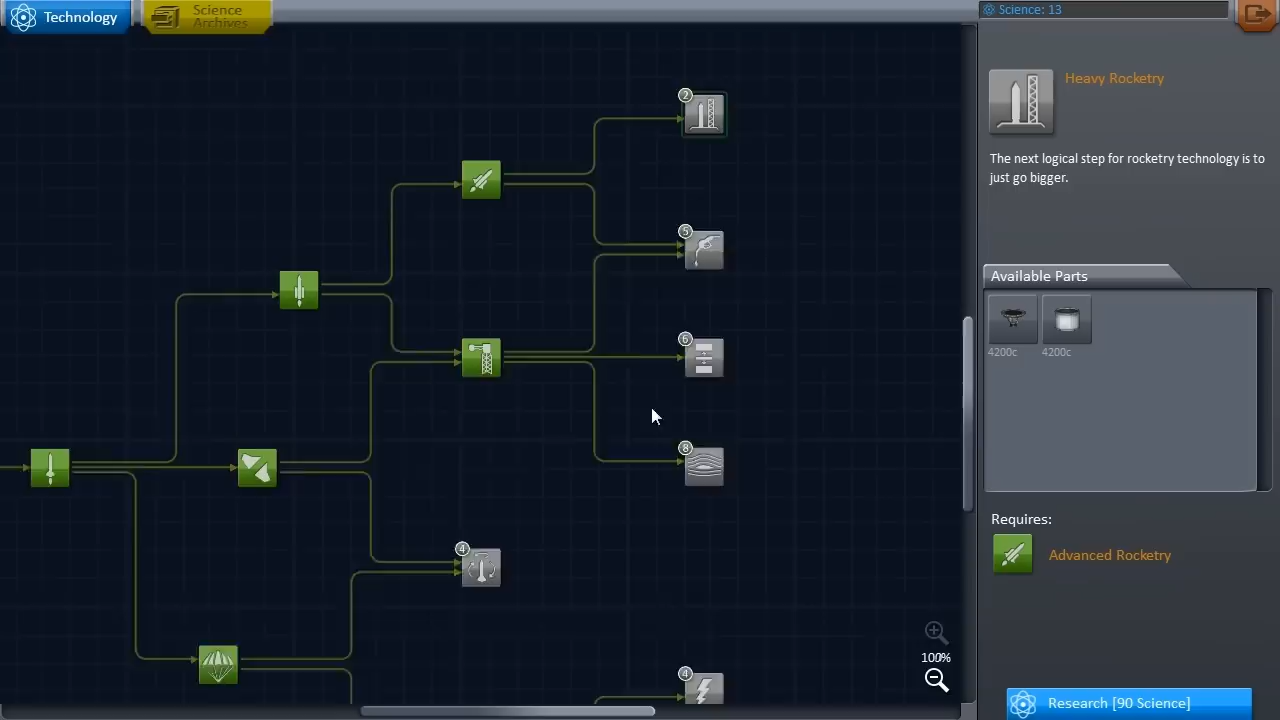 Technology
Science Archives
Science: 13
Heavy Rocketry
The next logical step for rocketry technology is to
just go bigger.
Available Parts
4200c 4200c
Requires:
Advanced Rocketry
Research [90 Science]
2
5
6
8
4
4
100%